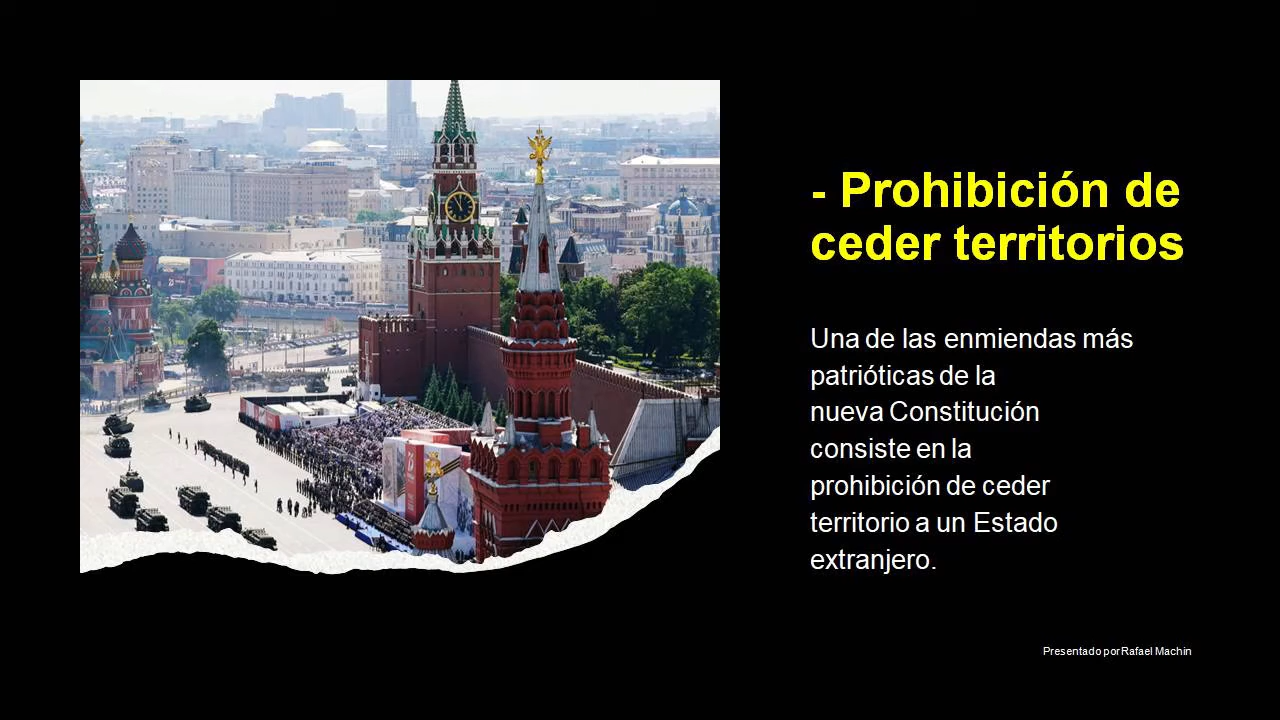 - Prohibición de
ceder territorios
Una de las enmiendas más
patrióticas de la
nueva Constitución
consiste en la
prohibición de ceder
territorio a un Estado
extranjero.
Presentado por Rafael Machin